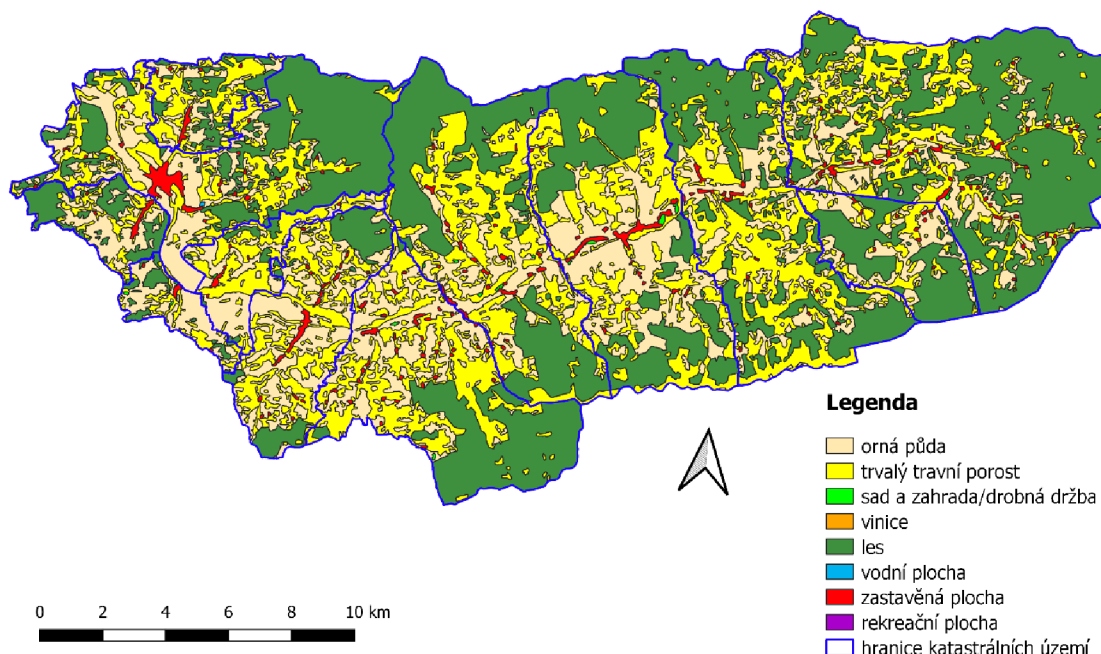 Legenda
orná půda
trvalý travní porost
sad a zahrada/drobná držba
vinice
les
vodní plocha
zastavěná plocha
rekreační plocha
hranice katastrálních území
0 2 4 6 8 10 km